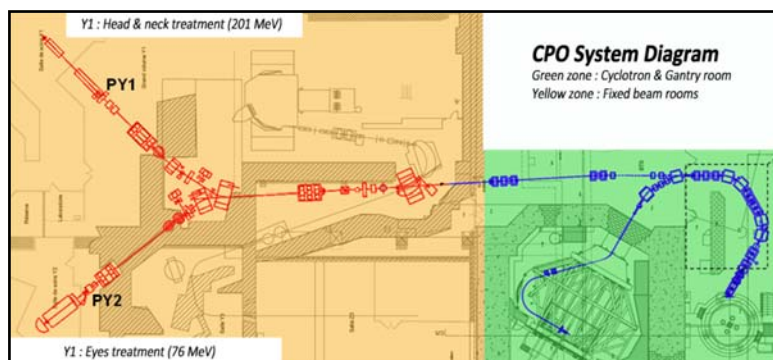 Y1 : Head & neck treatment (201 MeV)
CPO System Diagram
Green zone : Cyclotron & Gantry room
Yellow zone : Fixed beam rooms
PY1
PY2
Y1 : Eyes treatment (76 MeV)